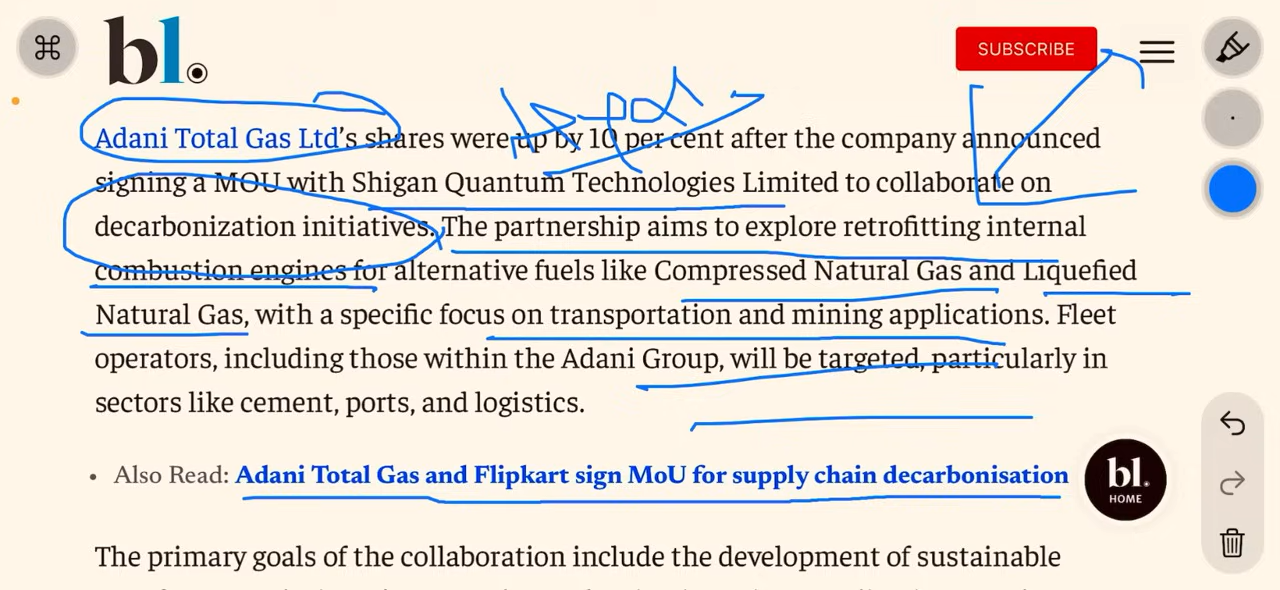 bl.
SUBSCRIBE
Adani Total Gas Ltd's shares were up by 10 per cent after the company announced
signing a MOU with Shigan Quantum Technologies Limited to collaborate on
decarbonization initiatives. The partnership aims to explore retrofitting internal
combustion engines for alternative fuels like Compressed Natural Gas and Liquefied
Natural Gas, with a specific focus on transportation and mining applications. Fleet
operators, including those within the Adani Group, will be targeted, particularly in
sectors like cement, ports, and logistics.
• Also Read: Adani Total Gas and Flipkart sign MoU for supply chain decarbonisation
bl.
HOME
The primary goals of the collaboration include the development of sustainable